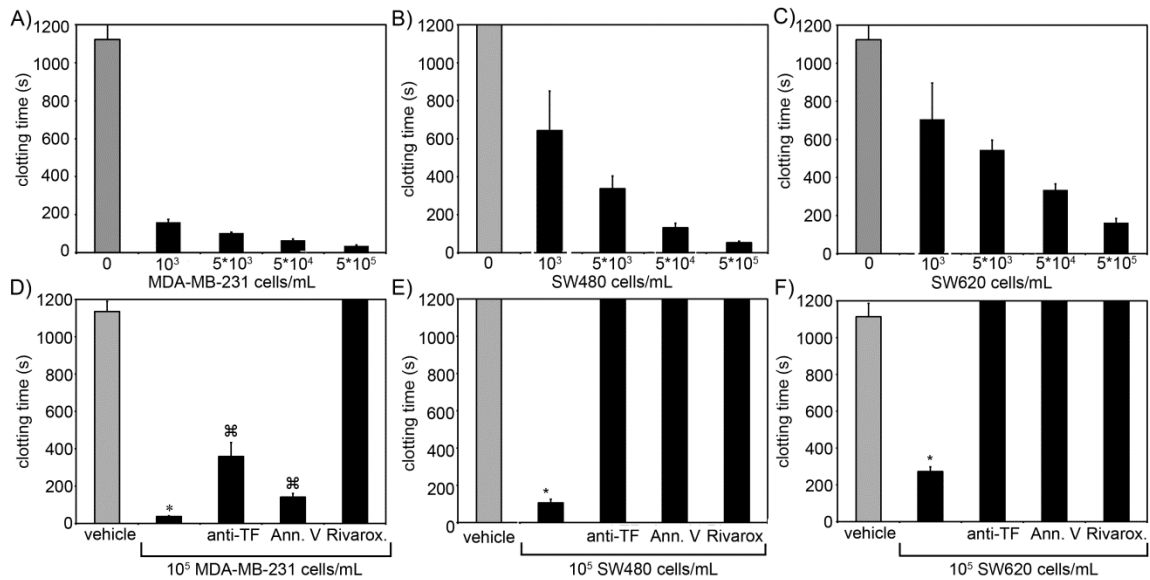 A)
1200
1000
800
600
400
200
0
clotting time (s)
0 10³ 5*10³ 5*10⁴ 5*10⁵
MDA-MB-231 cells/mL
B)
1200
1000
800
600
400
200
0
clotting time (s)
0 10³ 5*10³ 5*10⁴ 5*10⁵
SW480 cells/mL
C)
1200
1000
800
600
400
200
0
clotting time (s)
0 10³ 5*10³ 5*10⁴ 5*10⁵
SW620 cells/mL
D)
1200
1000
800
600
400
200
0
clotting time (s)
* ⌘ ⌘
vehicle anti-TF Ann. V Rivarox.
10⁵ MDA-MB-231 cells/mL
E)
1200
1000
800
600
400
200
0
clotting time (s)
*
vehicle anti-TF Ann. V Rivarox.
10⁵ SW480 cells/mL
F)
1200
1000
800
600
400
200
0
clotting time (s)
*
vehicle anti-TF Ann. V Rivarox.
10⁵ SW620 cells/mL